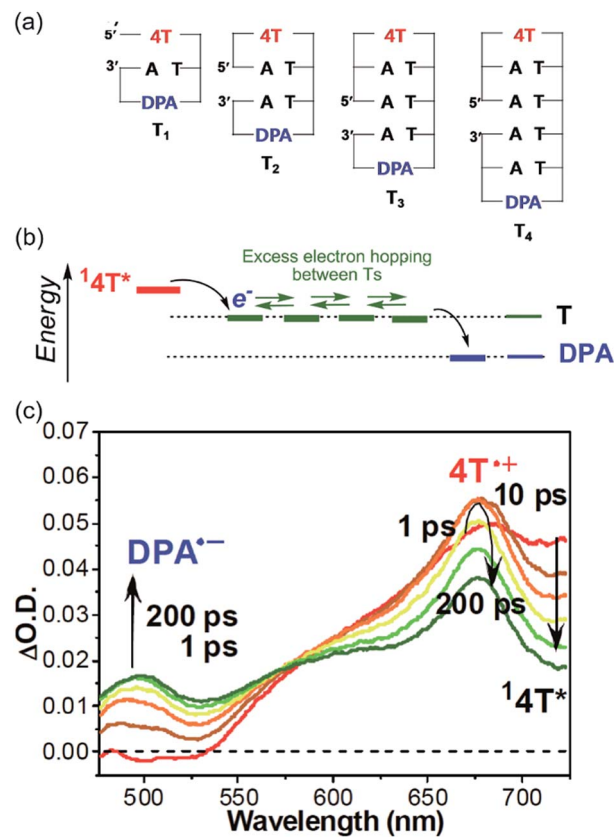 (a)
5′ 4T 4T 4T 4T
3′ A T A T A T A T
DPA 5′ A T 5′ A T A T
T1 3′ A T 3′ A T 5′ A T
DPA DPA 3′ A T
T2 T3 A T
DPA
T4
(b)
Energy
14T*
Excess electron hopping
between Ts
e-
T
DPA
(c)
ΔO.D.
0.07
0.06
0.05
0.04
0.03
0.02
0.01
0.00
4T•+
10 ps
1 ps
200 ps
DPA•−
200 ps
1 ps
14T*
500 550 600 650 700
Wavelength (nm)